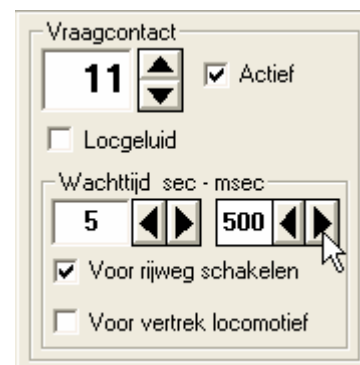 Vraagcontact
11 Actief
Locgeluid
Wachttijd sec - msec
5 500
Voor rijweg schakelen
Voor vertrek locomotief